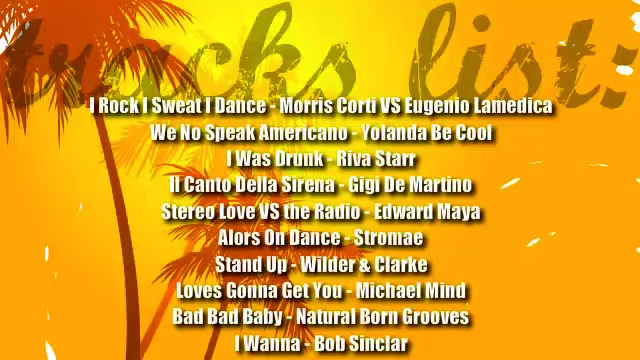 tracks list:
I Rock I Sweat I Dance - Morris Corti VS Eugenio Lamedica
We No Speak Americano - Yolanda Be Cool
I Was Drunk - Riva Starr
Il Canto Della Sirena - Gigi De Martino
Stereo Love VS the Radio - Edward Maya
Alors On Dance - Stromae
Stand Up - Wilder & Clarke
Loves Gonna Get You - Michael Mind
Bad Bad Baby - Natural Born Grooves
I Wanna - Bob Sinclar